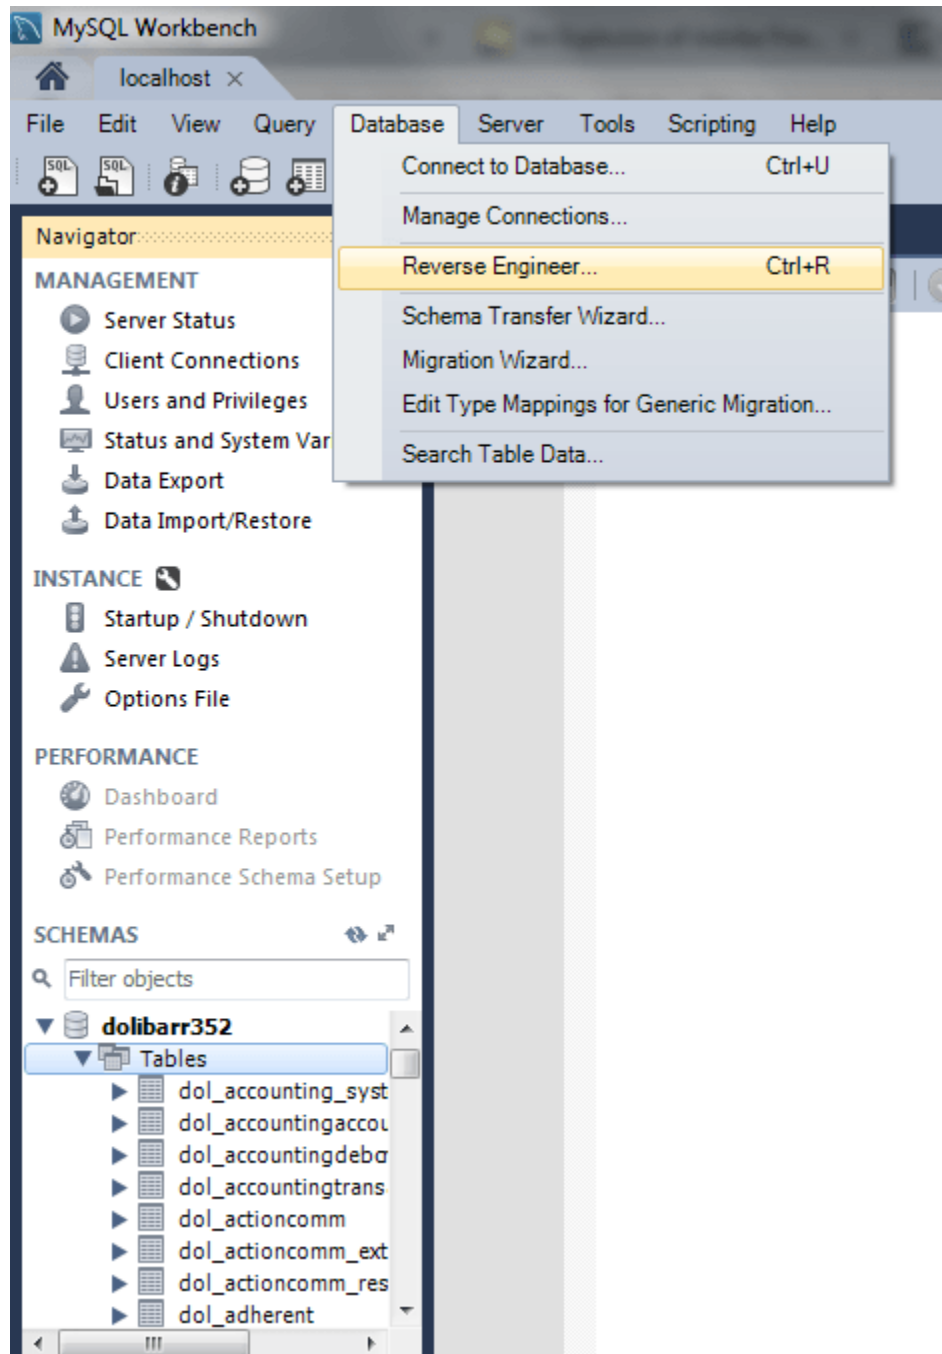 MySQL Workbench
localhost
File Edit View Query Database Server Tools Scripting Help
Connect to Database... Ctrl+U
Manage Connections...
Reverse Engineer... Ctrl+R
Schema Transfer Wizard...
Migration Wizard...
Edit Type Mappings for Generic Migration...
Search Table Data...
SQL SQL
Navigator
MANAGEMENT
Server Status
Client Connections
Users and Privileges
Status and System Var
Data Export
Data Import/Restore
INSTANCE
Startup / Shutdown
Server Logs
Options File
PERFORMANCE
Dashboard
Performance Reports
Performance Schema Setup
SCHEMAS
Filter objects
dolibarr352
Tables
dol_accounting_syst
dol_accountingaccou
dol_accountingdebc
dol_accountingtrans
dol_actioncomm
dol_actioncomm_ext
dol_actioncomm_res
dol_adherent